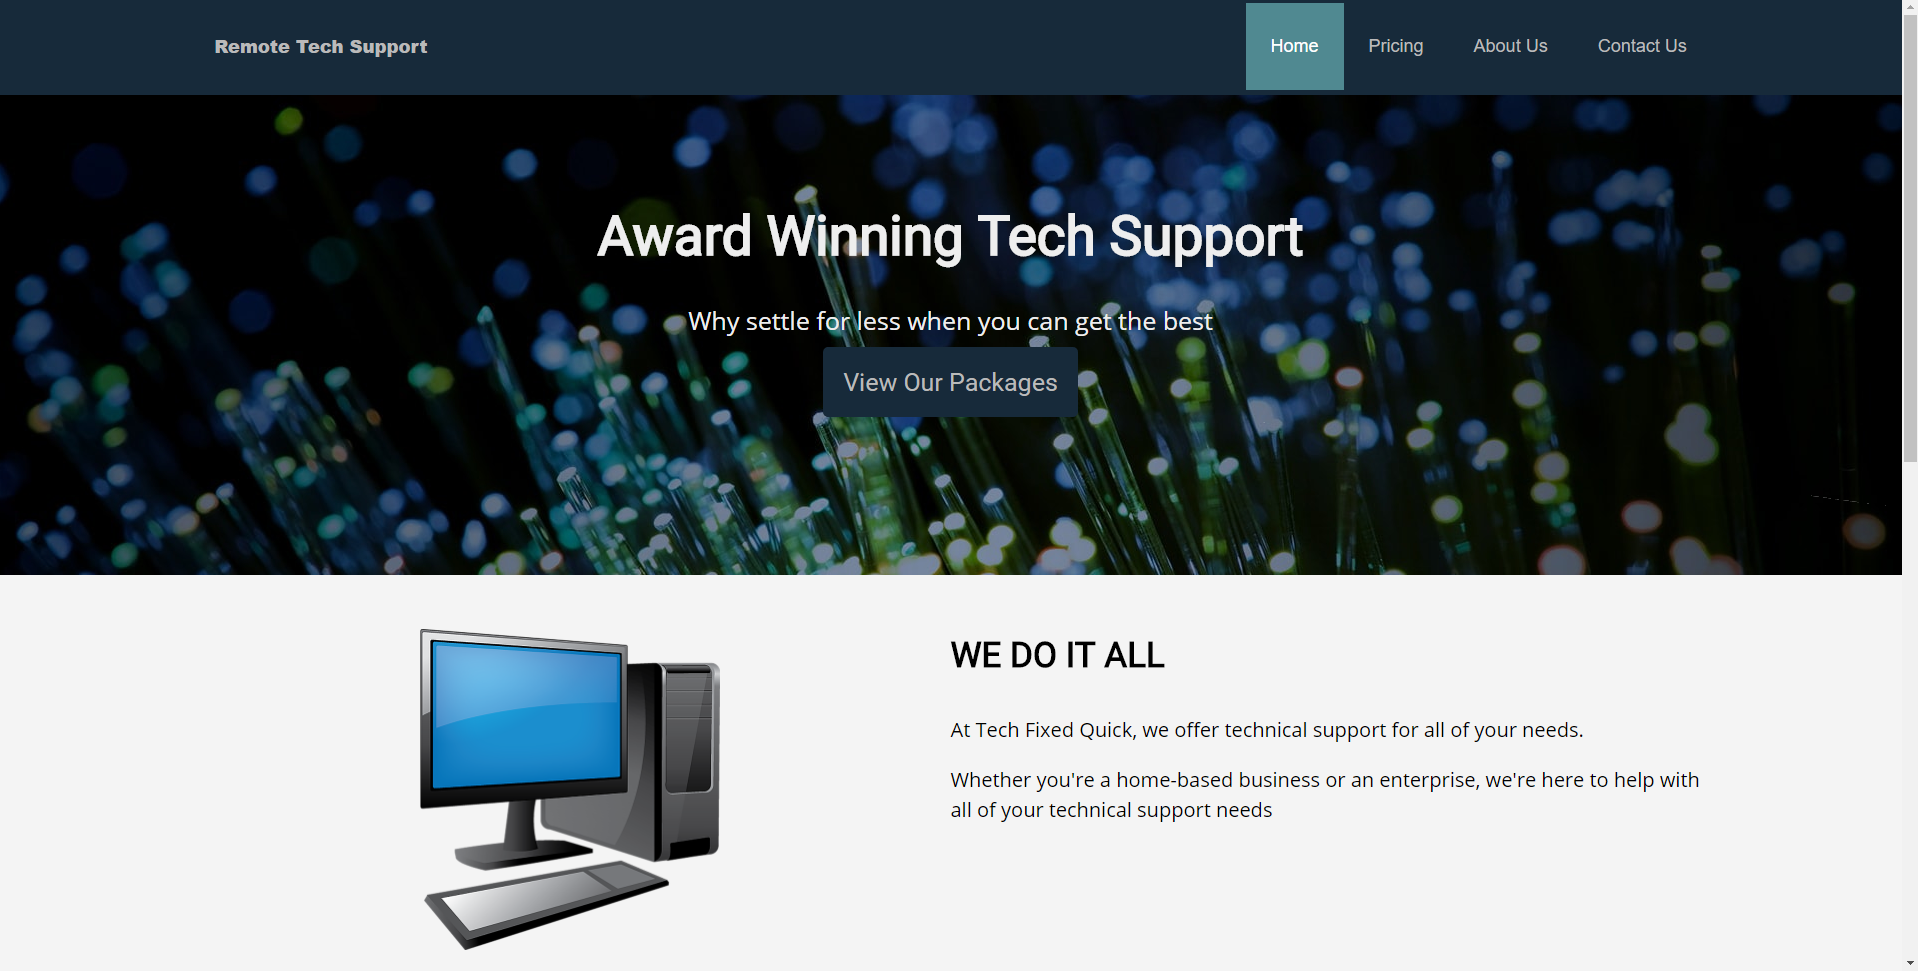 Remote Tech Support
Home
Pricing
About Us
Contact Us
Award Winning Tech Support
Why settle for less when you can get the best
View Our Packages
WE DO IT ALL
At Tech Fixed Quick, we offer technical support for all of your needs.
Whether you're a home-based business or an enterprise, we're here to help with
all of your technical support needs